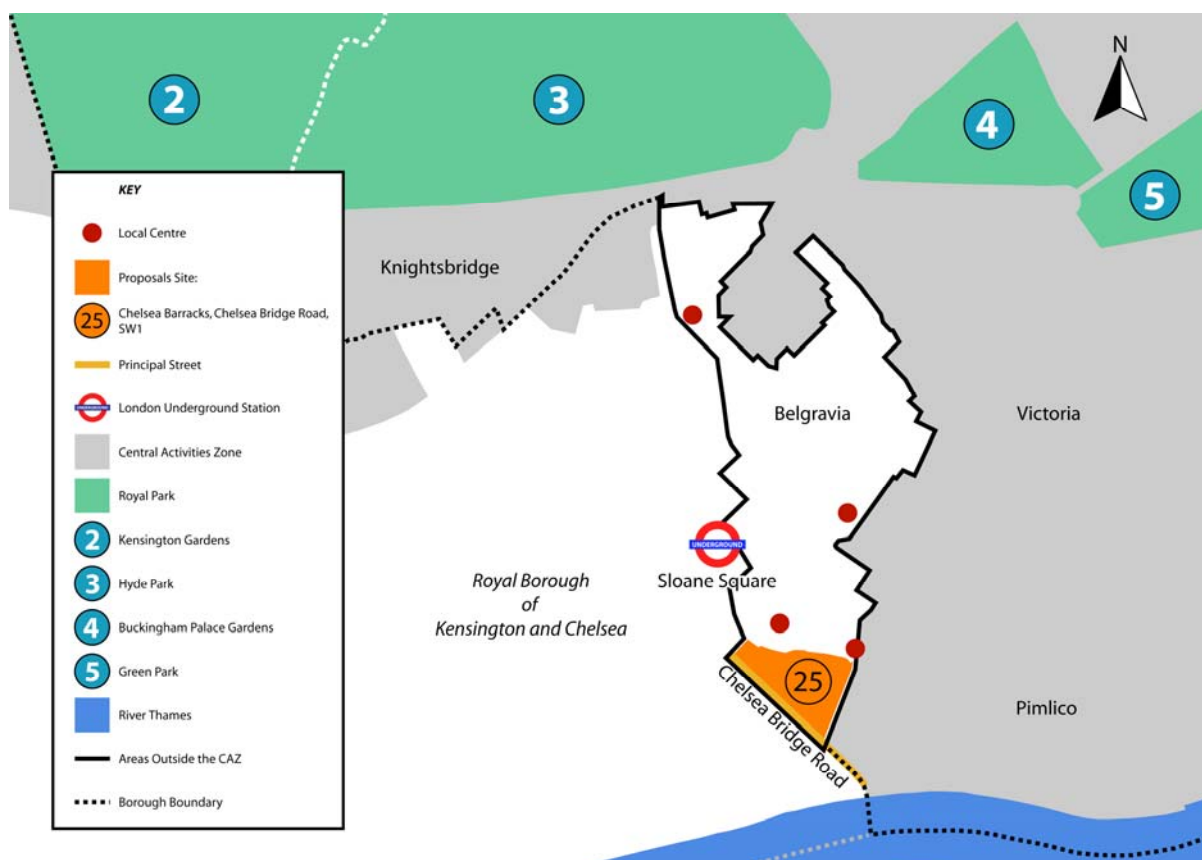 2
3
4
5
N
KEY
Local Centre
Proposals Site:
25
Chelsea Barracks, Chelsea Bridge Road,
SW1
Principal Street
UNDERGROUND
London Underground Station
Central Activities Zone
Royal Park
2
Kensington Gardens
3
Hyde Park
4
Buckingham Palace Gardens
5
Green Park
River Thames
Areas Outside the CAZ
Borough Boundary
Knightsbridge
Belgravia
Victoria
UNDERGROUND
Sloane Square
Royal Borough
of
Kensington and Chelsea
25
Chelsea Bridge Road
Pimlico